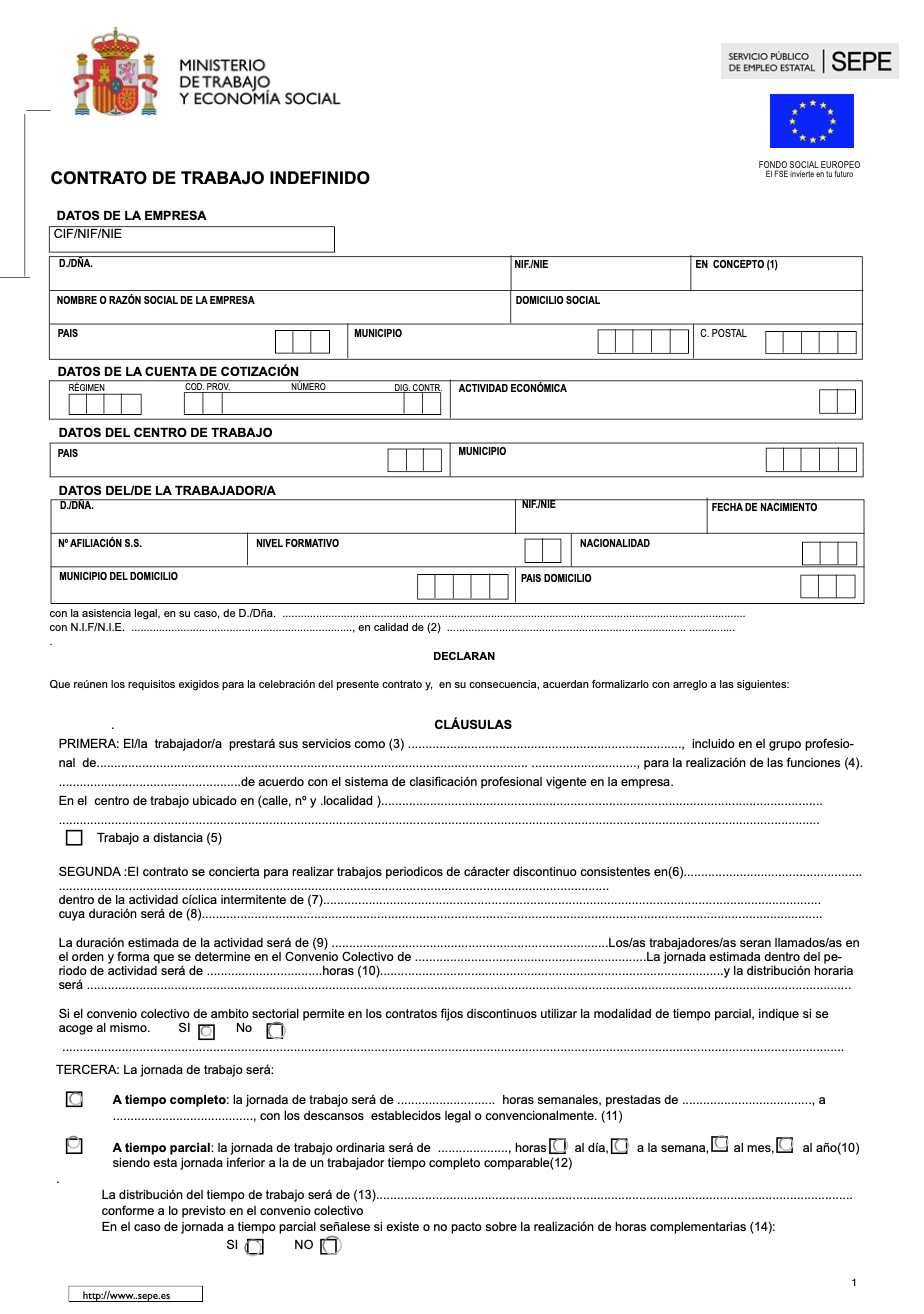 MINISTERIO
DE TRABAJO
Y ECONOMÍA SOCIAL
SERVICIO PÚBLICO
DE EMPLEO ESTATAL
SEPE
FONDO SOCIAL EUROPEO
El FSE invierte en tu futuro
CONTRATO DE TRABAJO INDEFINIDO
DATOS DE LA EMPRESA
CIF/NIF/NIE
D./DÑA. NIF./NIE EN CONCEPTO (1)
NOMBRE O RAZÓN SOCIAL DE LA EMPRESA DOMICILIO SOCIAL
PAIS MUNICIPIO C. POSTAL
DATOS DE LA CUENTA DE COTIZACIÓN
RÉGIMEN COD. PROV. NÚMERO DIG. CONTR. ACTIVIDAD ECONÓMICA
DATOS DEL CENTRO DE TRABAJO
PAIS MUNICIPIO
DATOS DEL/DE LA TRABAJADOR/A
D./DÑA. NIF./NIE FECHA DE NACIMIENTO
Nº AFILIACIÓN S.S. NIVEL FORMATIVO NACIONALIDAD
MUNICIPIO DEL DOMICILIO PAIS DOMICILIO
con la asistencia legal, en su caso, de D./Dña. ..........................................................................................
con N.I.F/N.I.E. ........................................................................, en calidad de (2) .............................................................................. ...............
.
DECLARAN
Que reúnen los requisitos exigidos para la celebración del presente contrato y, en su consecuencia, acuerdan formalizarlo con arreglo a las siguientes:
. CLÁUSULAS
PRIMERA: El/la trabajador/a prestará sus servicios como (3) ............................................................................, incluido en el grupo profesio-
nal de........................................................................................................................ .............................., para la realización de las funciones (4).
...................................................de acuerdo con el sistema de clasificación profesional vigente en la empresa.
En el centro de trabajo ubicado en (calle, nº y .localidad )..........................................................................................................................
....................................................................................................................................................................................................................
Trabajo a distancia (5)
SEGUNDA :El contrato se concierta para realizar trabajos periodicos de cáracter discontinuo consistentes en(6)..................................................
.........................................................................................................................................................
dentro de la actividad cíclica intermitente de (7)...........................................................................................................................................
cuya duración será de (8)..............................................................................................................................................................................
La duración estimada de la actividad será de (9) .............................................................................Los/as trabajadores/as seran llamados/as en
el orden y forma que se determine en el Convenio Colectivo de ................................................................La jornada estimada dentro del pe-
riodo de actividad será de ................................horas (10)...............................................................................................y la distribución horaria
será ....................................................................................................................................................................................................................
Si el convenio colectivo de ambito sectorial permite en los contratos fijos discontinuos utilizar la modalidad de tiempo parcial, indique si se
acoge al mismo. SI No
....................................................................................................................................................................................................................
TERCERA: La jornada de trabajo será:
A tiempo completo: la jornada de trabajo será de ........................... horas semanales, prestadas de ...................................., a
......................................., con los descansos establecidos legal o convencionalmente. (11)
A tiempo parcial: la jornada de trabajo ordinaria será de ...................., horas al día, a la semana, al mes, al año(10)
siendo esta jornada inferior a la de un trabajador tiempo completo comparable(12)
.
La distribución del tiempo de trabajo será de (13)....................................................................................................................................
conforme a lo previsto en el convenio colectivo
En el caso de jornada a tiempo parcial señálese si existe o no pacto sobre la realización de horas complementarias (14):
SI NO
1
http://www..sepe.es